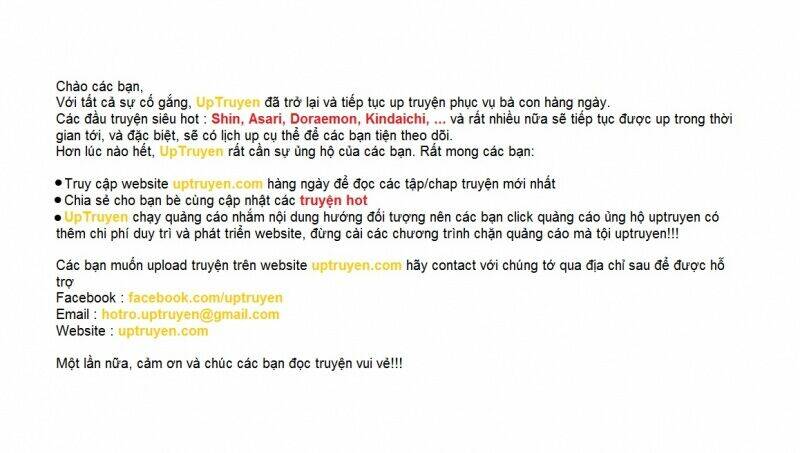 Chào các bạn,
Với tất cả sự cố gắng, UpTruyen đã trở lại và tiếp tục up truyện phục vụ bà con hàng ngày.
Các đầu truyện siêu hot : Shin, Asari, Doraemon, Kindaichi, ... và rất nhiều nữa sẽ tiếp tục được up trong thời
gian tới, và đặc biệt, sẽ có lịch up cụ thể để các bạn tiện theo dõi.
Hơn lúc nào hết, UpTruyen rất cần sự ủng hộ của các bạn. Rất mong các bạn:
●Truy cập website uptruyen.com hàng ngày để đọc các tập/chap truyện mới nhất
●Chia sẻ cho bạn bè cùng cập nhật các truyện hot
●UpTruyen chạy quảng cáo nhắm nội dung hướng đối tượng nên các bạn click quảng cáo ủng hộ uptruyen có
thêm chi phí duy trì và phát triển website, đừng cài các chương trình chặn quảng cáo mà tội uptruyen!!!
Các bạn muốn upload truyện trên website uptruyen.com hãy contact với chúng tớ qua địa chỉ sau để được hỗ
trợ
Facebook : facebook.com/uptruyen
Email : hotro.uptruyen@gmail.com
Website : uptruyen.com
Một lần nữa, cảm ơn và chúc các bạn đọc truyện vui vẻ!!!